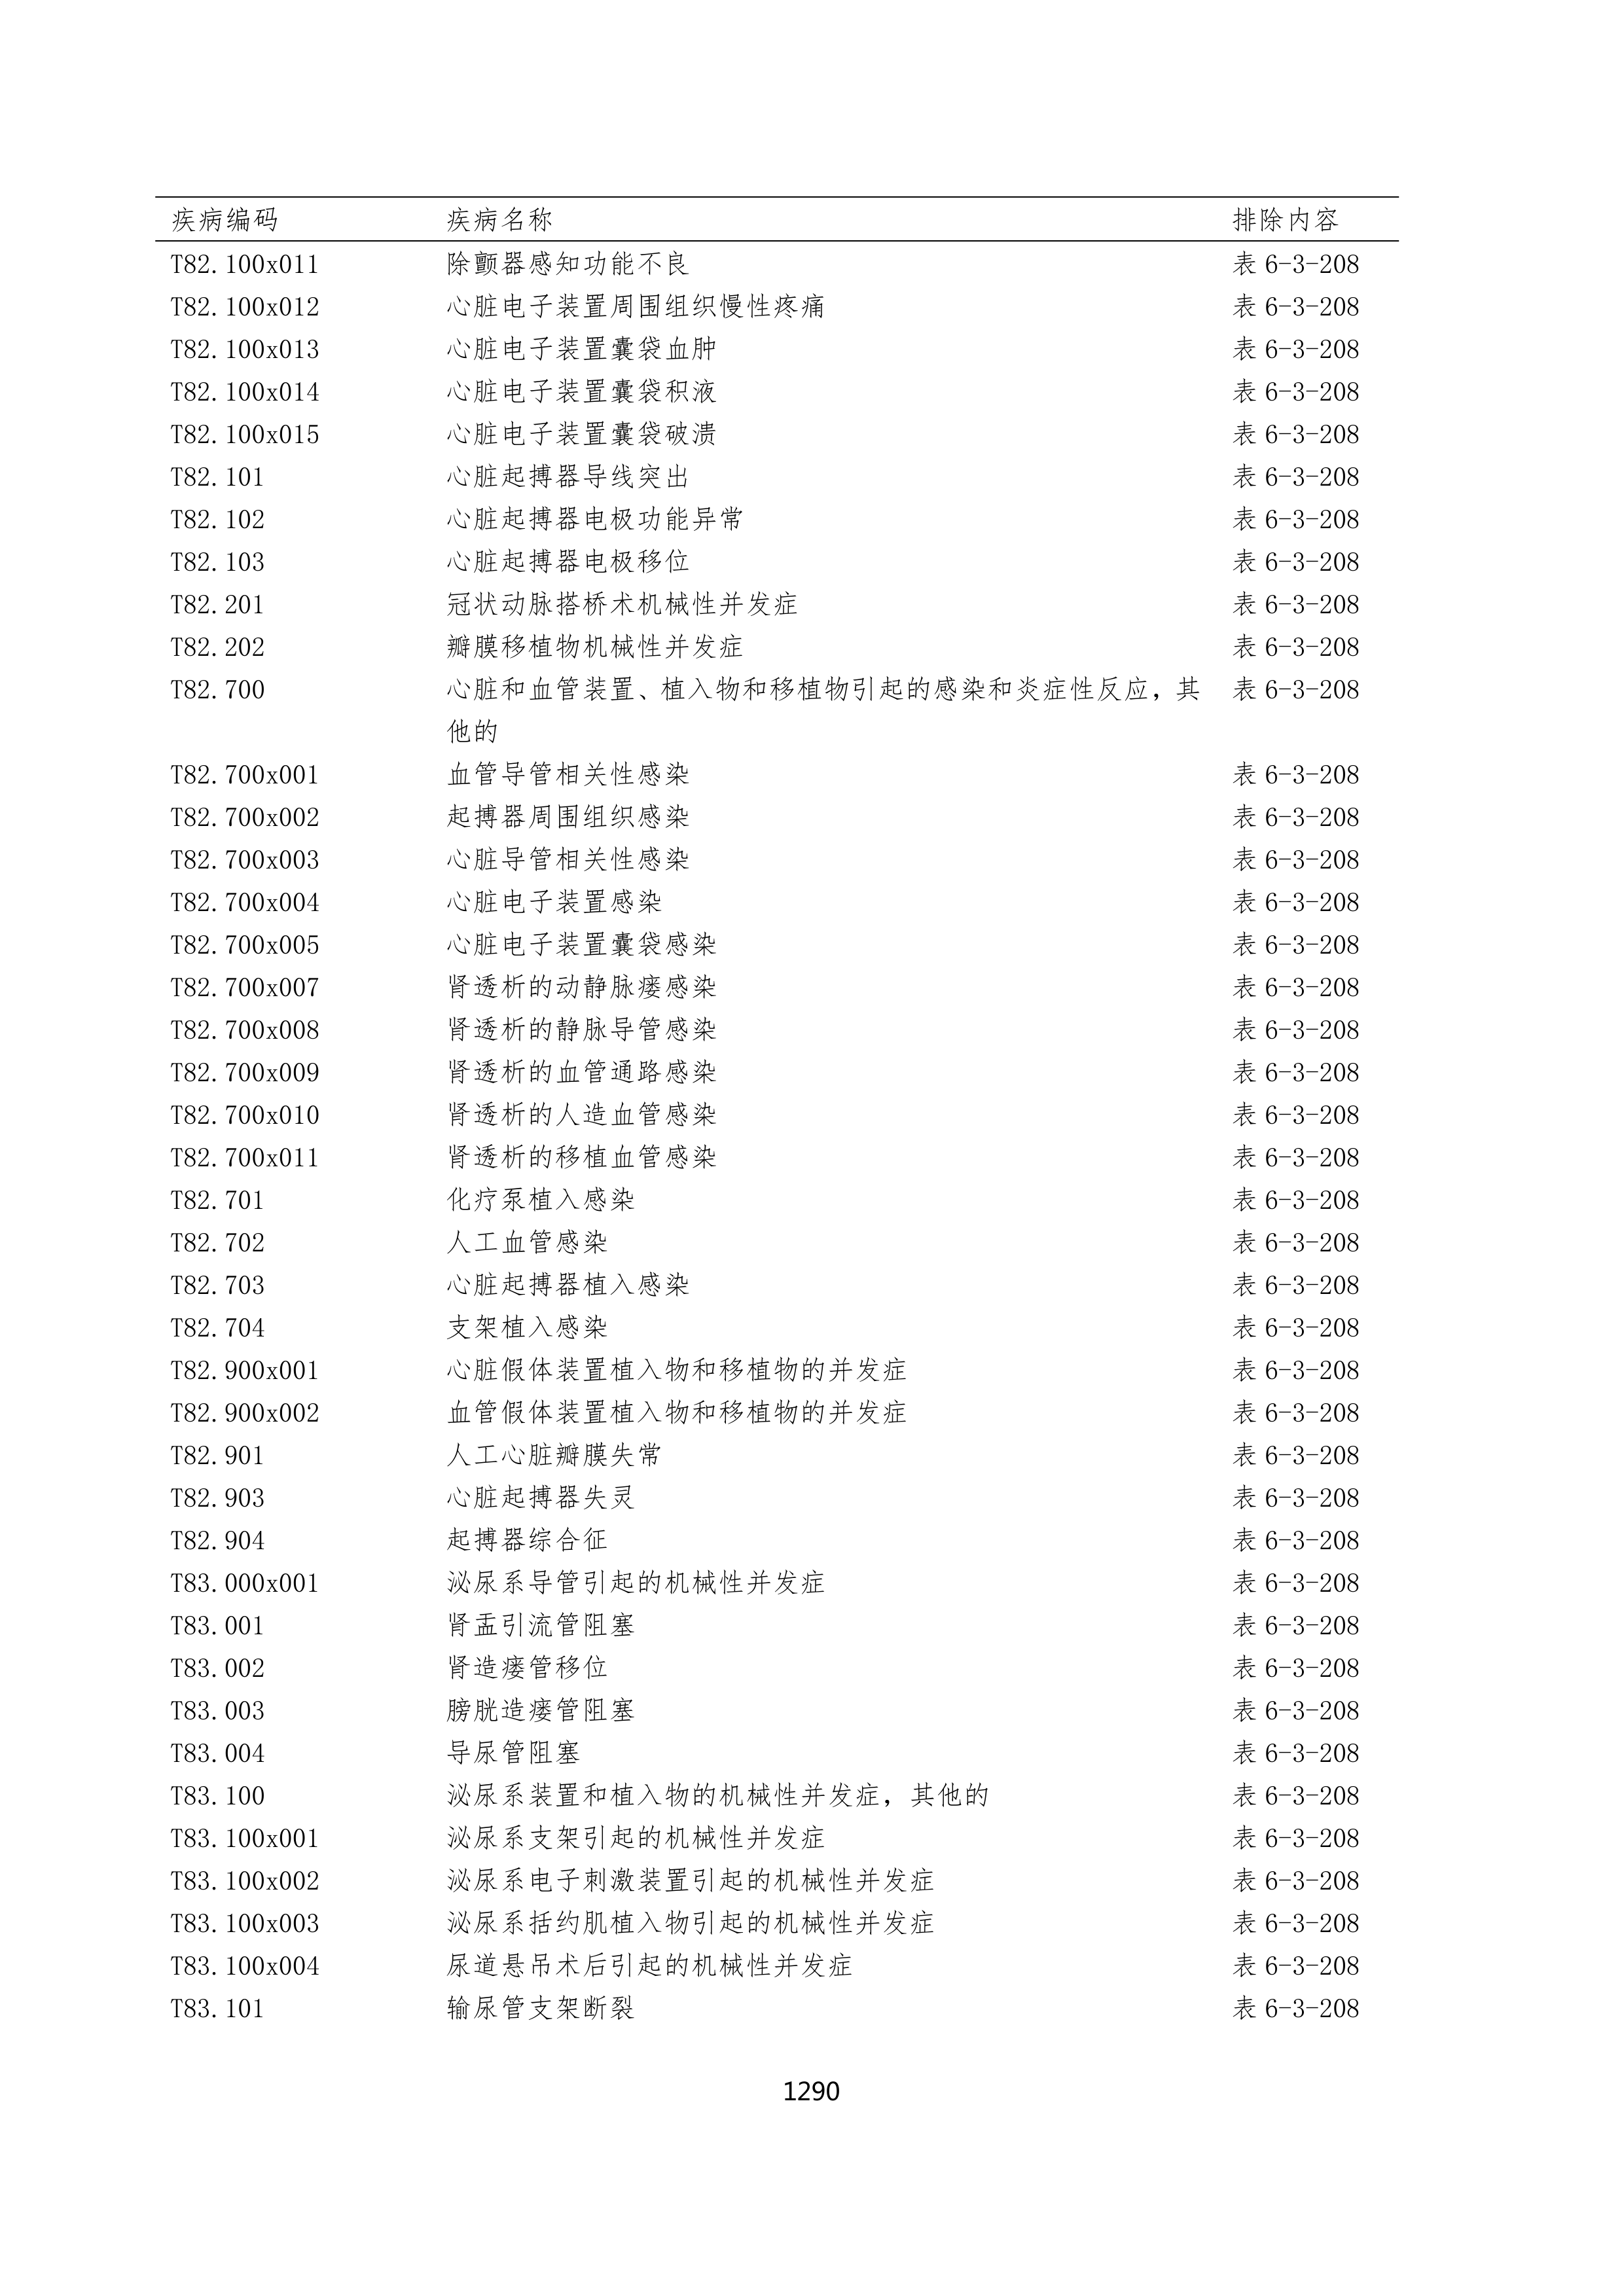 疾病编码 疾病名称 排除内容
T82.100x011 除颤器感知功能不良 表 6-3-208
T82.100x012 心脏电子装置周围组织慢性疼痛 表 6-3-208
T82.100x013 心脏电子装置囊袋血肿 表 6-3-208
T82.100x014 心脏电子装置囊袋积液 表 6-3-208
T82.100x015 心脏电子装置囊袋破溃 表 6-3-208
T82.101 心脏起搏器导线突出 表 6-3-208
T82.102 心脏起搏器电极功能异常 表 6-3-208
T82.103 心脏起搏器电极移位 表 6-3-208
T82.201 冠状动脉搭桥术机械性并发症 表 6-3-208
T82.202 瓣膜移植物机械性并发症 表 6-3-208
T82.700 心脏和血管装置、植入物和移植物引起的感染和炎症性反应，其 表 6-3-208
他的
T82.700x001 血管导管相关性感染 表 6-3-208
T82.700x002 起搏器周围组织感染 表 6-3-208
T82.700x003 心脏导管相关性感染 表 6-3-208
T82.700x004 心脏电子装置感染 表 6-3-208
T82.700x005 心脏电子装置囊袋感染 表 6-3-208
T82.700x007 肾透析的动静脉瘘感染 表 6-3-208
T82.700x008 肾透析的静脉导管感染 表 6-3-208
T82.700x009 肾透析的血管通路感染 表 6-3-208
T82.700x010 肾透析的人造血管感染 表 6-3-208
T82.700x011 肾透析的移植血管感染 表 6-3-208
T82.701 化疗泵植入感染 表 6-3-208
T82.702 人工血管感染 表 6-3-208
T82.703 心脏起搏器植入感染 表 6-3-208
T82.704 支架植入感染 表 6-3-208
T82.900x001 心脏假体装置植入物和移植物的并发症 表 6-3-208
T82.900x002 血管假体装置植入物和移植物的并发症 表 6-3-208
T82.901 人工心脏瓣膜失常 表 6-3-208
T82.903 心脏起搏器失灵 表 6-3-208
T82.904 起搏器综合征 表 6-3-208
T83.000x001 泌尿系导管引起的机械性并发症 表 6-3-208
T83.001 肾盂引流管阻塞 表 6-3-208
T83.002 肾造瘘管移位 表 6-3-208
T83.003 膀胱造瘘管阻塞 表 6-3-208
T83.004 导尿管阻塞 表 6-3-208
T83.100 泌尿系装置和植入物的机械性并发症，其他的 表 6-3-208
T83.100x001 泌尿系支架引起的机械性并发症 表 6-3-208
T83.100x002 泌尿系电子刺激装置引起的机械性并发症 表 6-3-208
T83.100x003 泌尿系括约肌植入物引起的机械性并发症 表 6-3-208
T83.100x004 尿道悬吊术后引起的机械性并发症 表 6-3-208
T83.101 输尿管支架断裂 表 6-3-208
1290